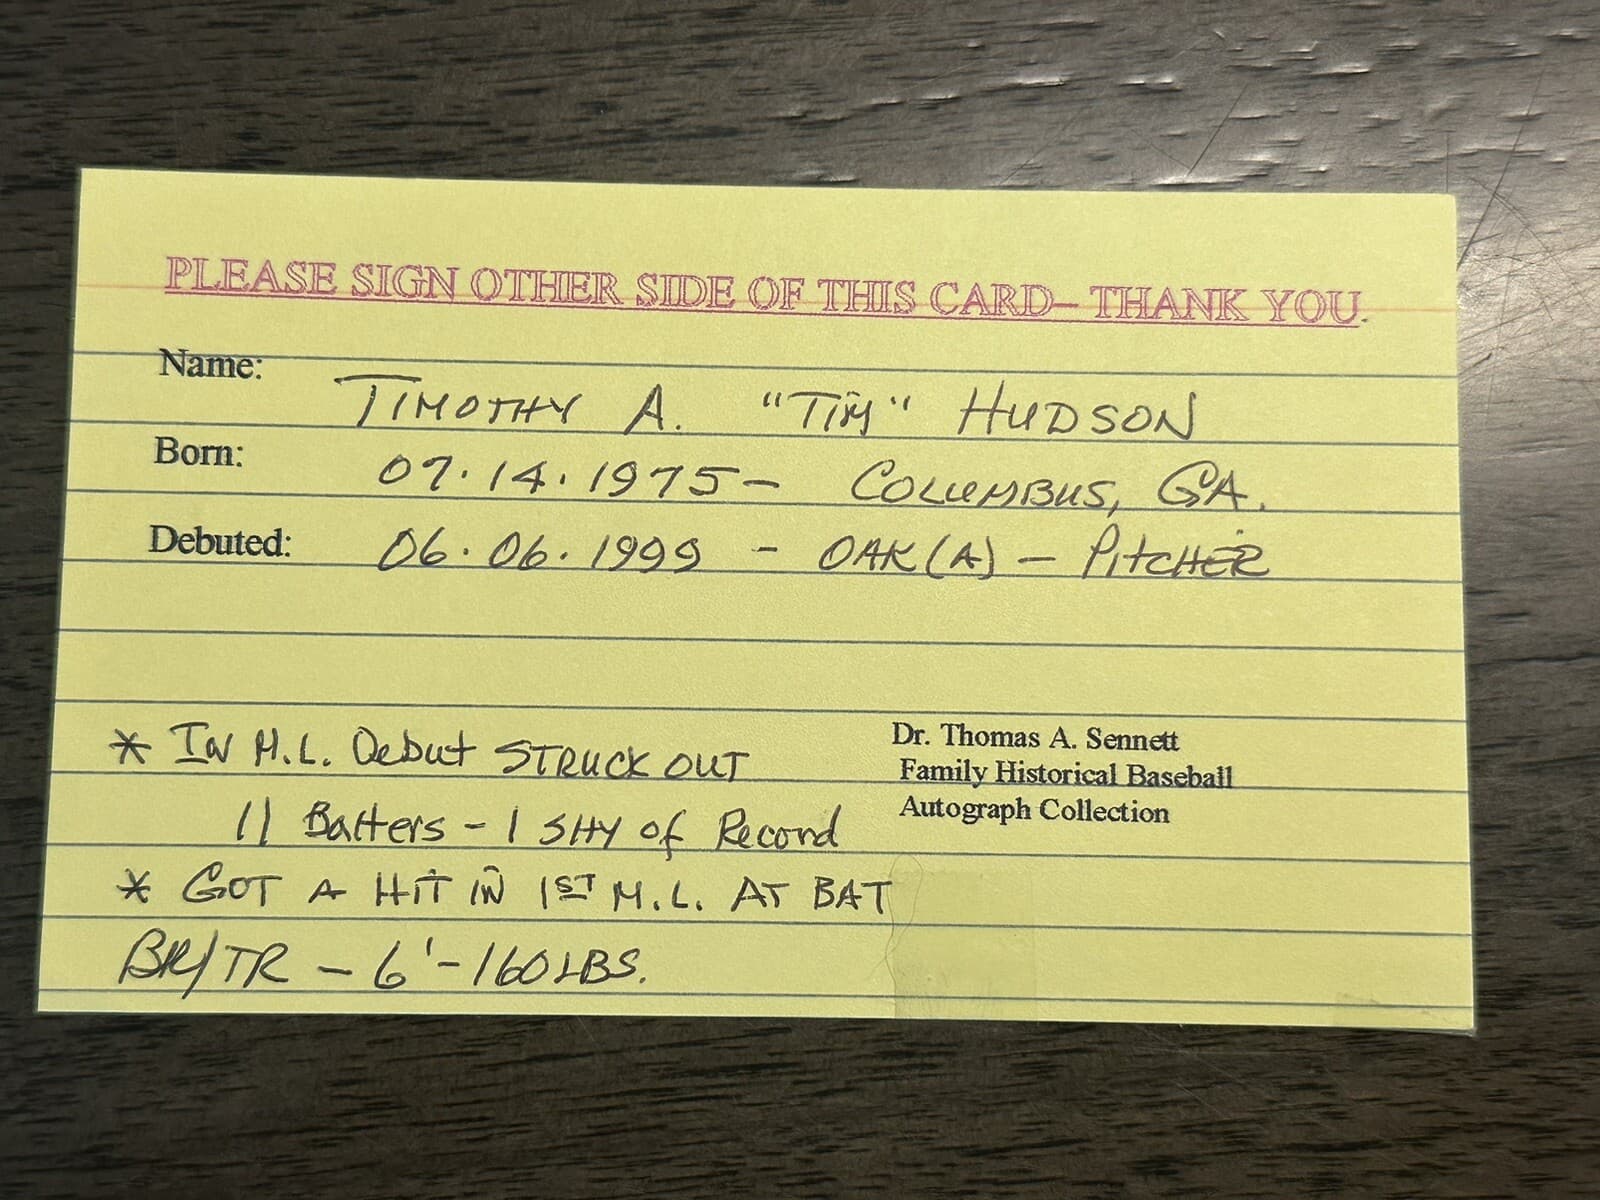 PLEASE SIGN OTHER SIDE OF THIS CARD– THANK YOU.
Name: TIMOTHY A. "TIM" HUDSON
Born: 07.14.1975 - COLUMBUS, GA.
Debuted: 06.06.1999 - OAK(A) - PITCHER
* IN M.L. Debut STRUCK OUT
11 Batters - 1 SHY of Record
* GOT A HIT IN 1ST M.L. AT BAT
BR/TR - 6' - 160 LBS.
Dr. Thomas A. Sennett
Family Historical Baseball
Autograph Collection